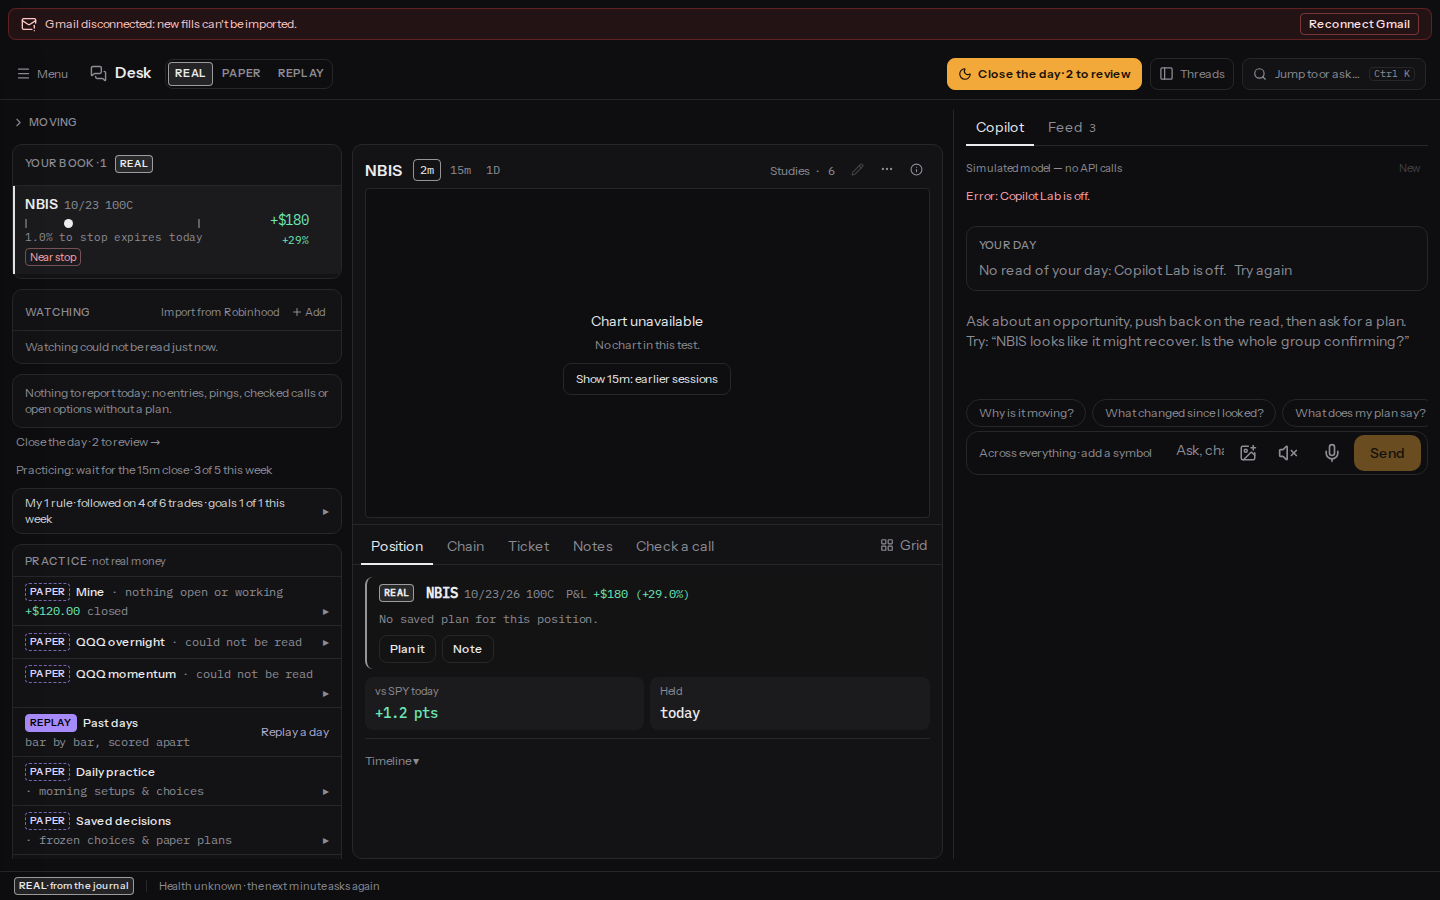 Gmail disconnected: new fills can't be imported.
Reconnect Gmail
Menu
Desk
REAL
PAPER
REPLAY
Close the day·2 to review
Threads
Jump to or ask…
Ctrl K
MOVING
YOUR BOOK·1
REAL
NBIS 10/23 100C
+$180
1.0% to stop expires today
+29%
Near stop
WATCHING
Import from Robinhood
Add
Watching could not be read just now.
Nothing to report today: no entries, pings, checked calls or
open options without a plan.
Close the day·2 to review→
Practicing: wait for the 15m close·3 of 5 this week
My 1 rule·followed on 4 of 6 trades·goals 1 of 1 this
week
▸
PRACTICE·not real money
PAPER Mine · nothing open or working
+$120.00 closed ▸
PAPER QQQ overnight · could not be read ▸
PAPER QQQ momentum · could not be read
▸
REPLAY Past days
bar by bar, scored apart
Replay a day
PAPER Daily practice
· morning setups & choices ▸
PAPER Saved decisions
· frozen choices & paper plans ▸
NBIS
2m
15m
1D
Studies · 6
Chart unavailable
No chart in this test.
Show 15m: earlier sessions
Position
Chain
Ticket
Notes
Check a call
Grid
REAL NBIS 10/23/26 100C P&L +$180 (+29.0%)
No saved plan for this position.
Plan it
Note
vs SPY today
+1.2 pts
Held
today
Timeline▾
Copilot
Feed 3
Simulated model — no API calls
New
Error: Copilot Lab is off.
YOUR DAY
No read of your day: Copilot Lab is off. Try again
Ask about an opportunity, push back on the read, then ask for a plan.
Try: “NBIS looks like it might recover. Is the whole group confirming?”
Why is it moving?
What changed since I looked?
What does my plan say?
Across everything·add a symbol
Ask, cha
Send
REAL·from the journal
Health unknown·the next minute asks again